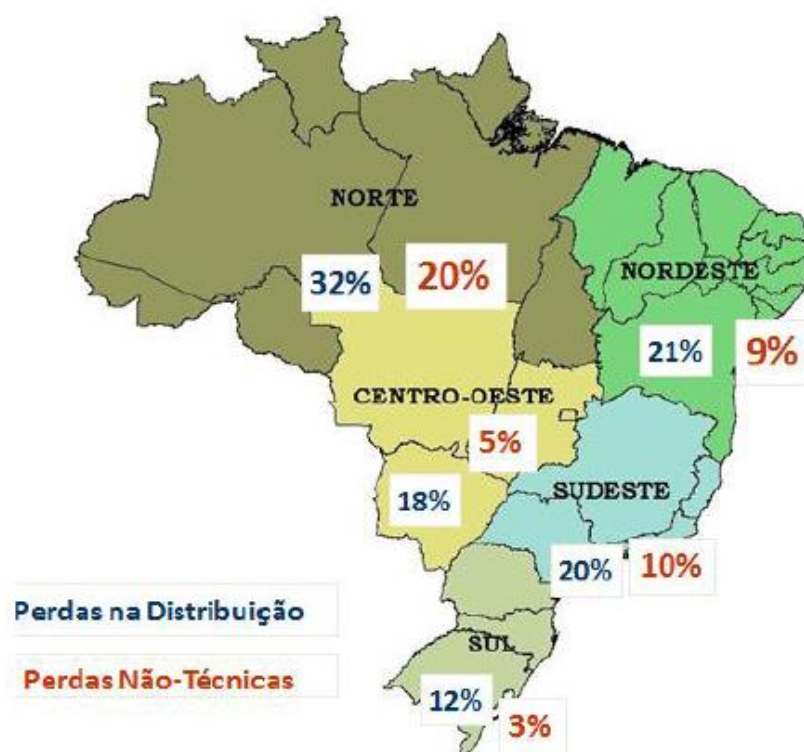 NORTE
32%
20%
NORDESTE
21%
9%
CENTRO-OESTE
5%
18%
SUDESTE
20%
10%
Perdas na Distribuição
SUL
Perdas Não-Técnicas
12%
3%